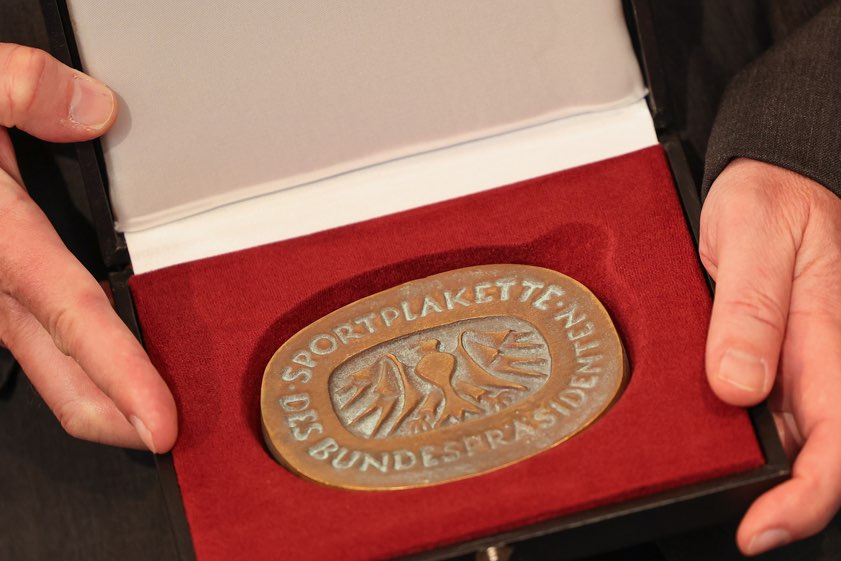 SPORTPLAKETTE·
DES BUNDESPRÄSIDENTEN